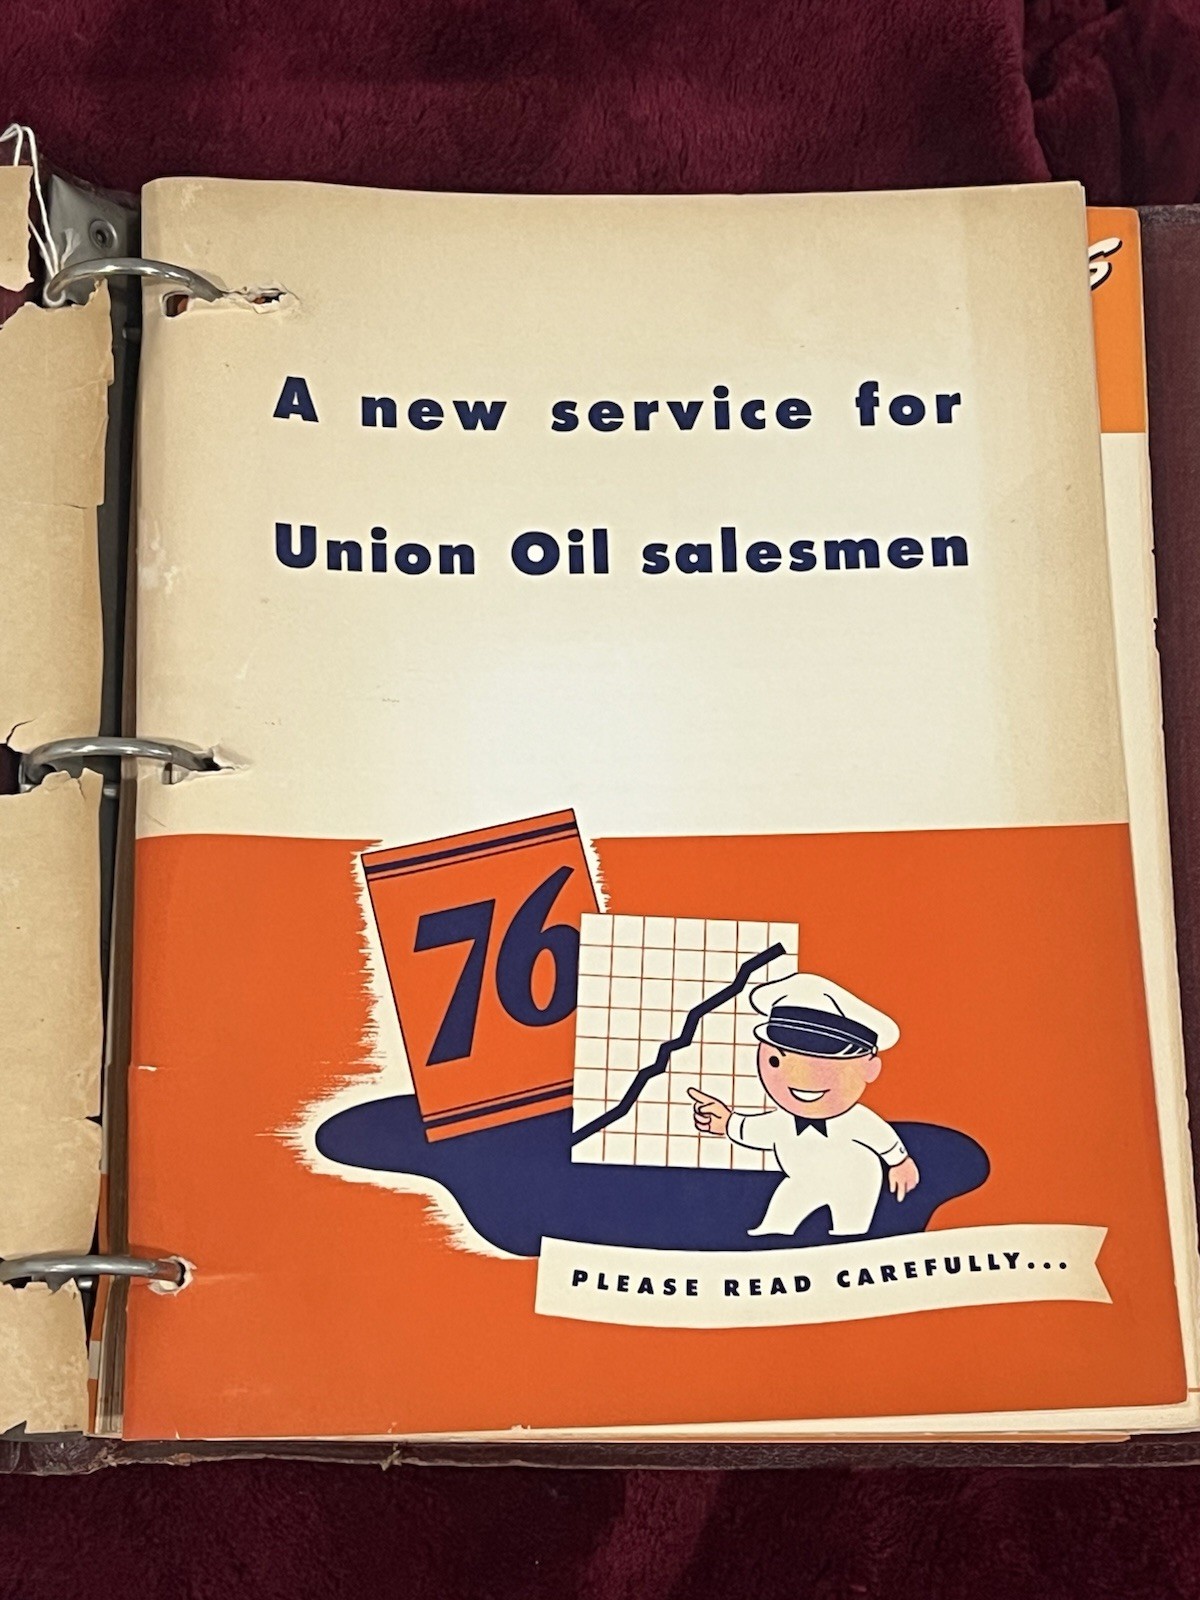 A new service for
Union Oil salesmen
76
PLEASE READ CAREFULLY...